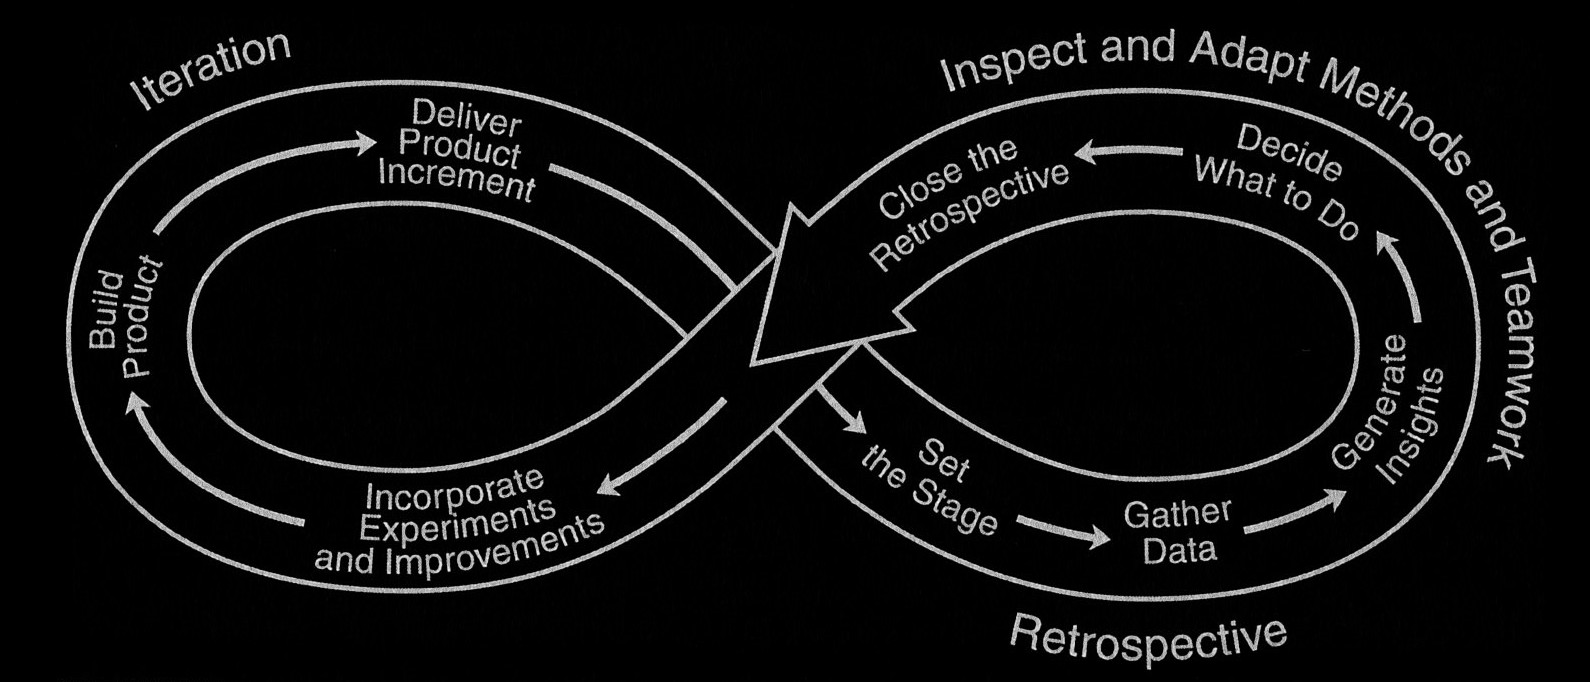 Iteration
Deliver
Product
Increment
Build
Product
Incorporate
Experiments
and Improvements
Inspect and Adapt Methods and Teamwork
Close the
Retrospective
Decide
What to Do
Generate
Insights
Gather
Data
Set
the Stage
Retrospective